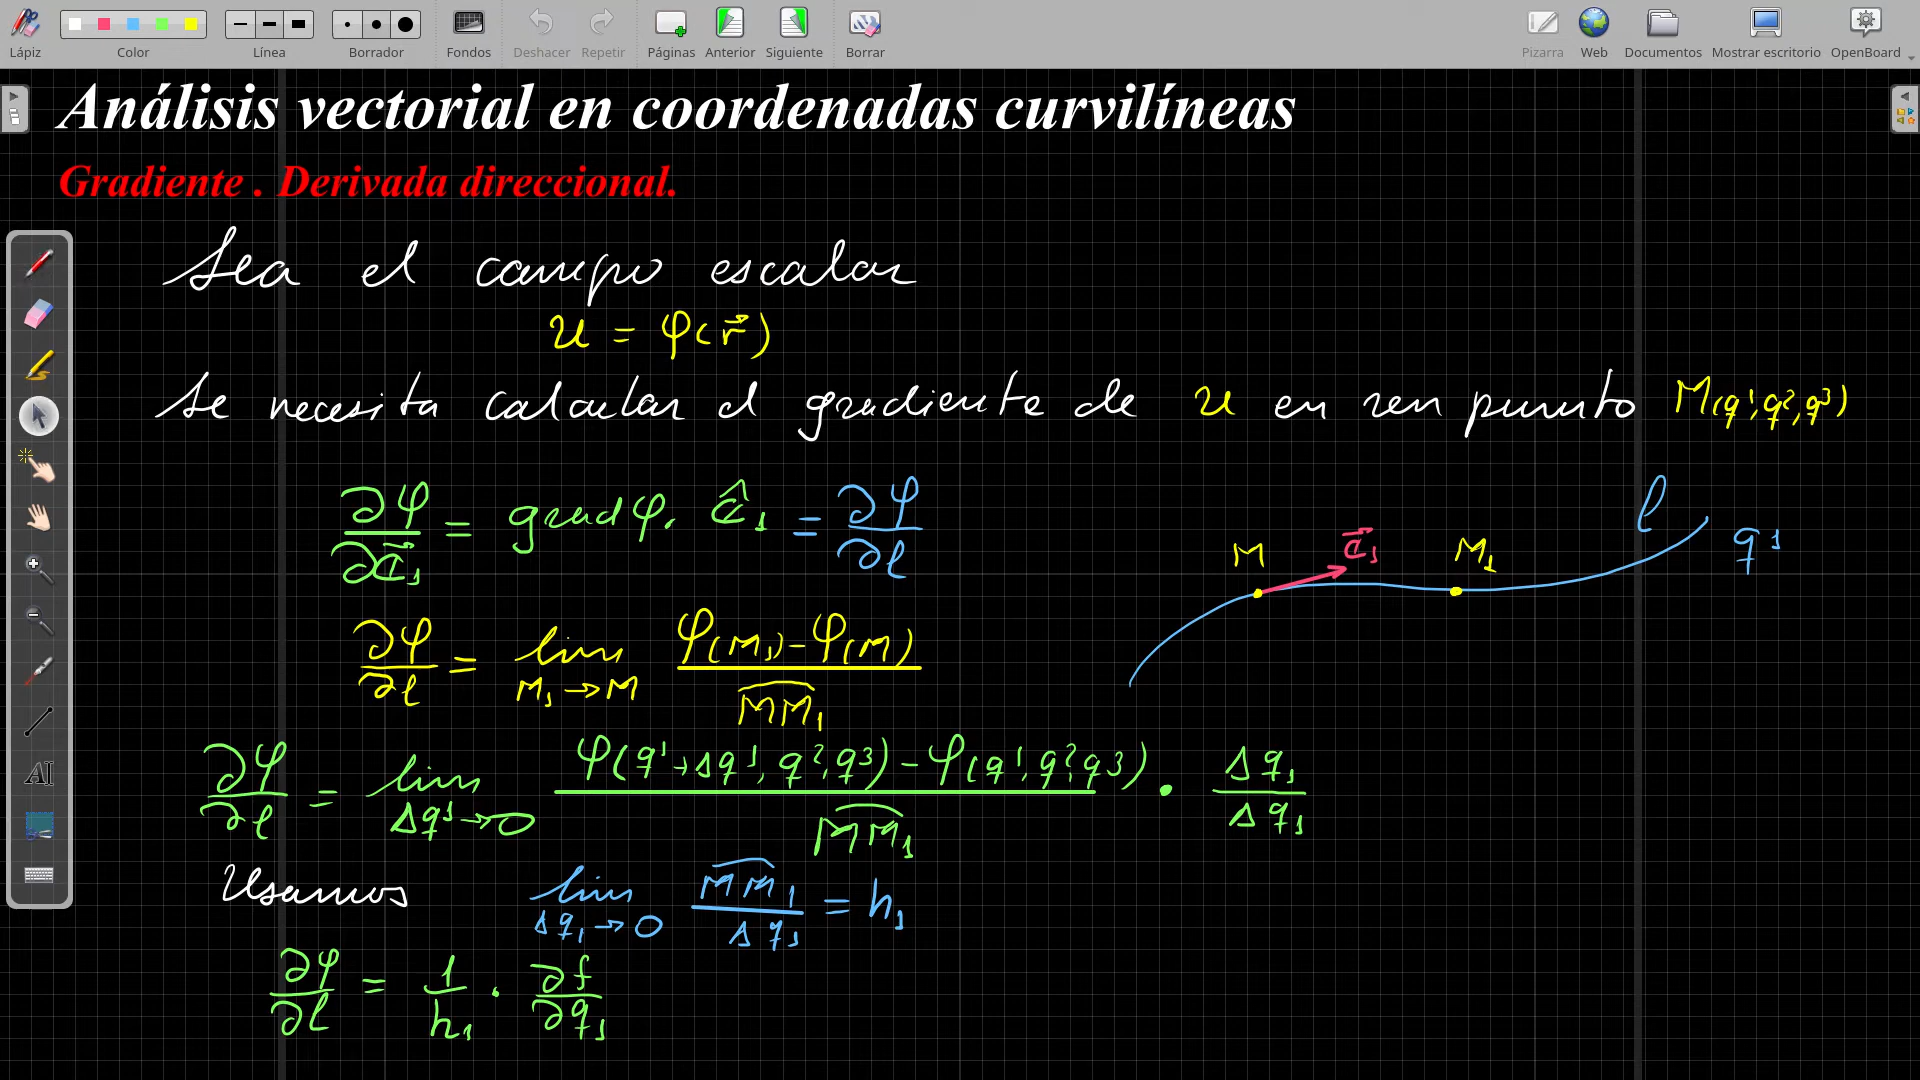 Lápiz Color Línea Borrador Fondos Deshacer Repetir Páginas Anterior Siguiente Borrar Pizarra Web Documentos Mostrar escritorio OpenBoard
Análisis vectorial en coordenadas curvilíneas
Gradiente . Derivada direccional.
Sea el campo escalar
u = φ(r⃗)
Se necesita calcular el gradiente de u en un punto M(q¹,q²,q³)
∂φ/∂e⃗₁ = grad φ · ê₁ = ∂φ/∂l
M e⃗₁ M₁ l q¹
∂φ/∂l = lim M₁→M (φ(M₁) − φ(M))/MM₁
∂φ/∂l = lim Δq¹→0 (φ(q¹+Δq¹, q², q³) − φ(q¹, q², q³))/MM₁ · Δq₁/Δq₁
Usamos lim Δq₁→0 MM₁/Δq₁ = h₁
∂φ/∂l = 1/h₁ · ∂f/∂q₁
AI